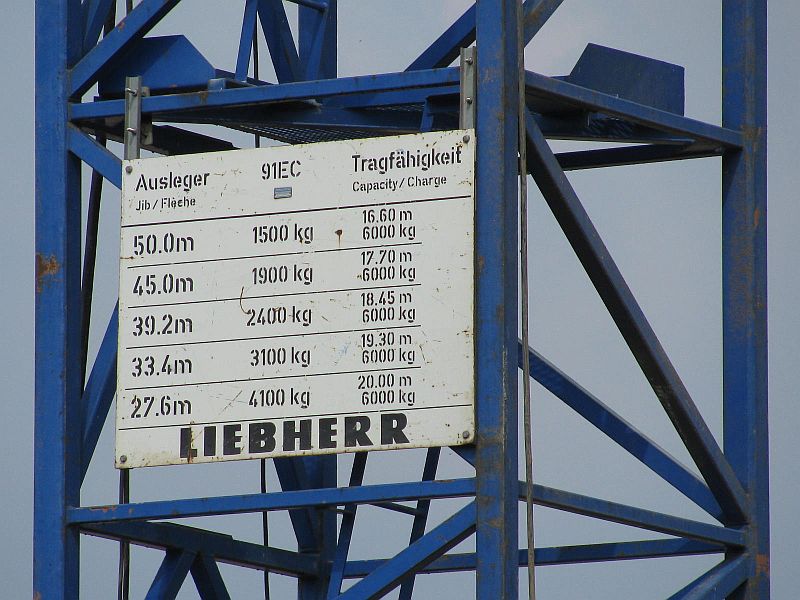 Ausleger 91EC Tragfähigkeit
Jib / Flèche Capacity / Charge
50.0m 1500 kg 16.60 m
6000 kg
45.0m 1900 kg 17.70 m
6000 kg
39.2m 2400 kg 18.45 m
6000 kg
33.4m 3100 kg 19.30 m
6000 kg
27.6m 4100 kg 20.00 m
6000 kg
LIEBHERR